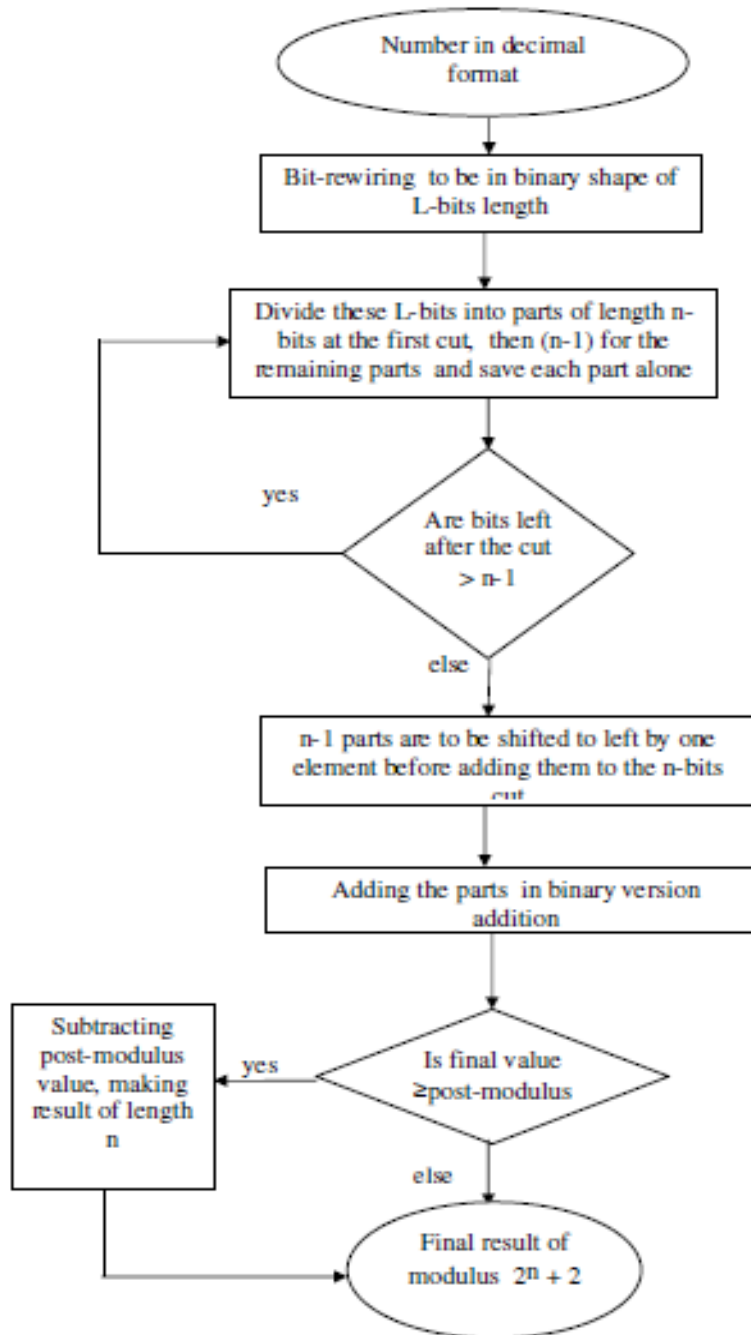 Number in decimal
format
Bit-rewiring to be in binary shape of
L-bits length
Divide these L-bits into parts of length n-
bits at the first cut, then (n-1) for the
remaining parts and save each part alone
yes
Are bits left
after the cut
> n-1
else
n-1 parts are to be shifted to left by one
element before adding them to the n-bits
cut
Adding the parts in binary version
addition
Subtracting
post-modulus
value, making
result of length
n
yes
Is final value
≥post-modulus
else
Final result of
modulus 2ⁿ + 2